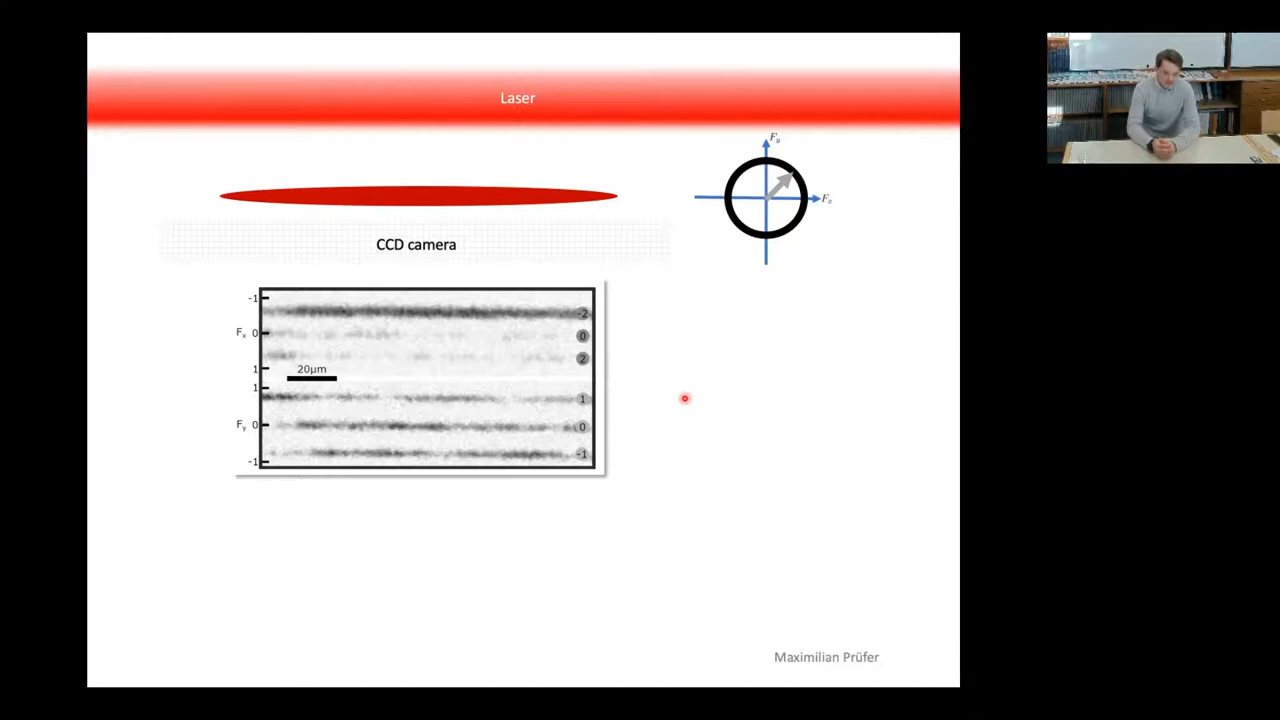 Laser
F_y
F_x
CCD camera
-1
-2
F_x 0
0
2
20µm
1
1
1
F_y 0
0
-1
-1
Maximilian Prüfer